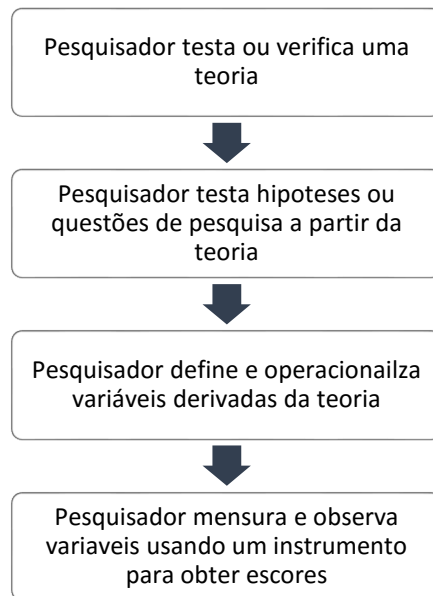 Pesquisador testa ou verifica uma
teoria
Pesquisador testa hipoteses ou
questões de pesquisa a partir da
teoria
Pesquisador define e operacionailza
variáveis derivadas da teoria
Pesquisador mensura e observa
variaveis usando um instrumento
para obter escores